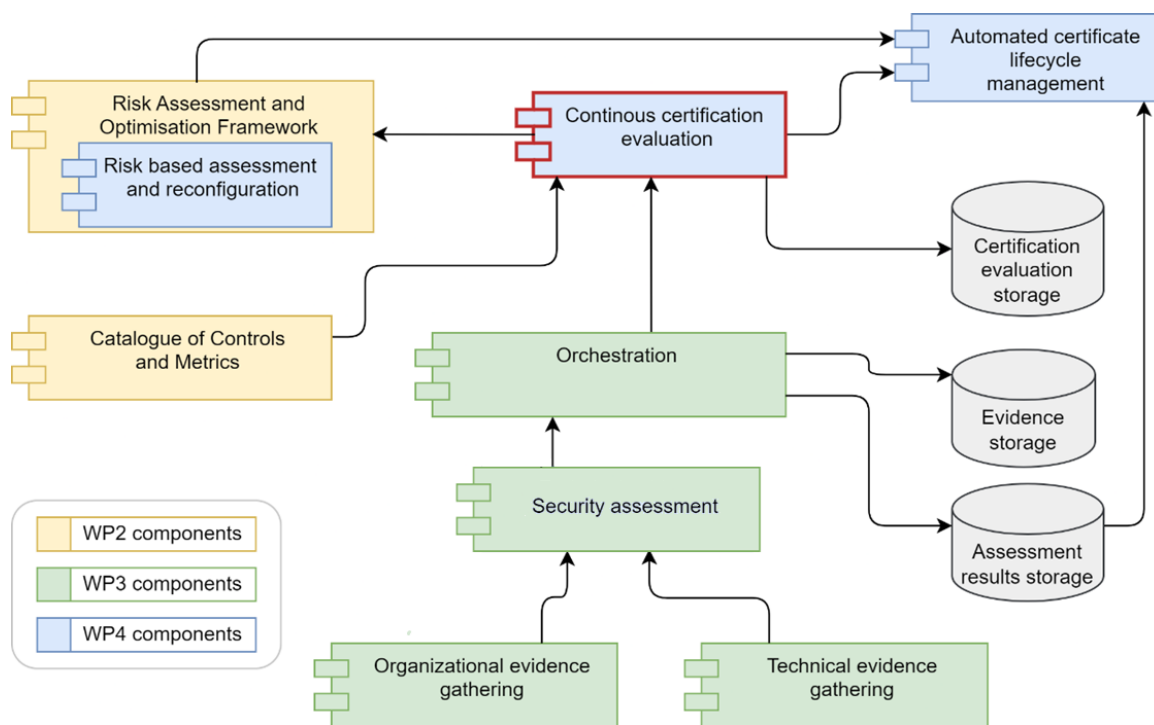 Automated certificate
lifecycle
management
Risk Assessment and
Optimisation Framework
Risk based assessment
and reconfiguration
Continous certification
evaluation
Certification
evaluation
storage
Catalogue of Controls
and Metrics
Orchestration
Evidence
storage
Security assessment
Assessment
results storage
WP2 components
WP3 components
WP4 components
Organizational evidence
gathering
Technical evidence
gathering